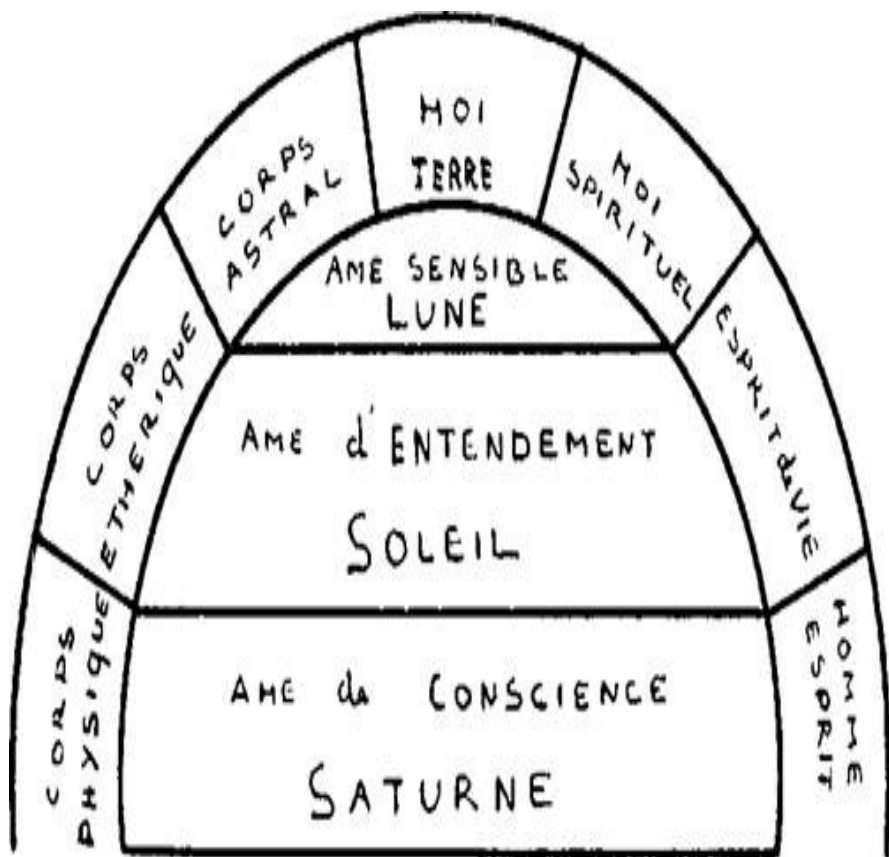 CORPS
PHYSIQUE
CORPS
ETHERIQUE
CORPS
ASTRAL
MOI
TERRE
MOI
SPIRITUEL
ESPRIT de VIE
HOMME
ESPRIT
AME SENSIBLE
LUNE
AME d'ENTENDEMENT
SOLEIL
AME de CONSCIENCE
SATURNE